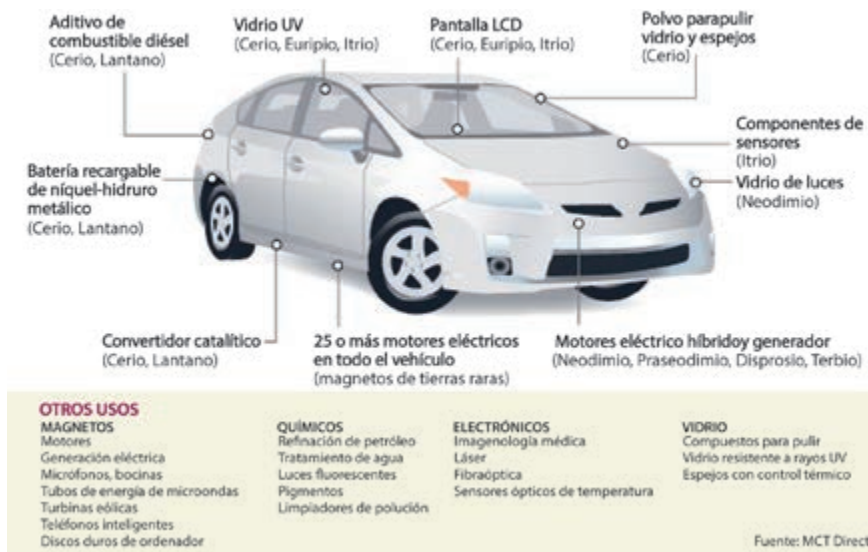 Aditivo de
combustible diésel
(Cerio, Lantano)
Vidrio UV
(Cerio, Euripio, Itrio)
Pantalla LCD
(Cerio, Euripio, Itrio)
Polvo parapulir
vidrio y espejos
(Cerio)
Componentes de
sensores
(Itrio)
Vidrio de luces
(Neodimio)
Batería recargable
de níquel-hidruro
metálico
(Cerio, Lantano)
Convertidor catalítico
(Cerio, Lantano)
25 o más motores eléctricos
en todo el vehículo
(magnetos de tierras raras)
Motores eléctrico híbridoy generador
(Neodimio, Praseodimio, Disprosio, Terbio)
OTROS USOS
MAGNETOS
Motores
Generación eléctrica
Micrófonos, bocinas
Tubos de energía de microondas
Turbinas eólicas
Teléfonos inteligentes
Discos duros de ordenador
QUÍMICOS
Refinación de petróleo
Tratamiento de agua
Luces fluorescentes
Pigmentos
Limpiadores de polución
ELECTRÓNICOS
Imagenología médica
Láser
Fibraóptica
Sensores ópticos de temperatura
VIDRIO
Compuestos para pulir
Vidrio resistente a rayos UV
Espejos con control térmico
Fuente: MCT Direct